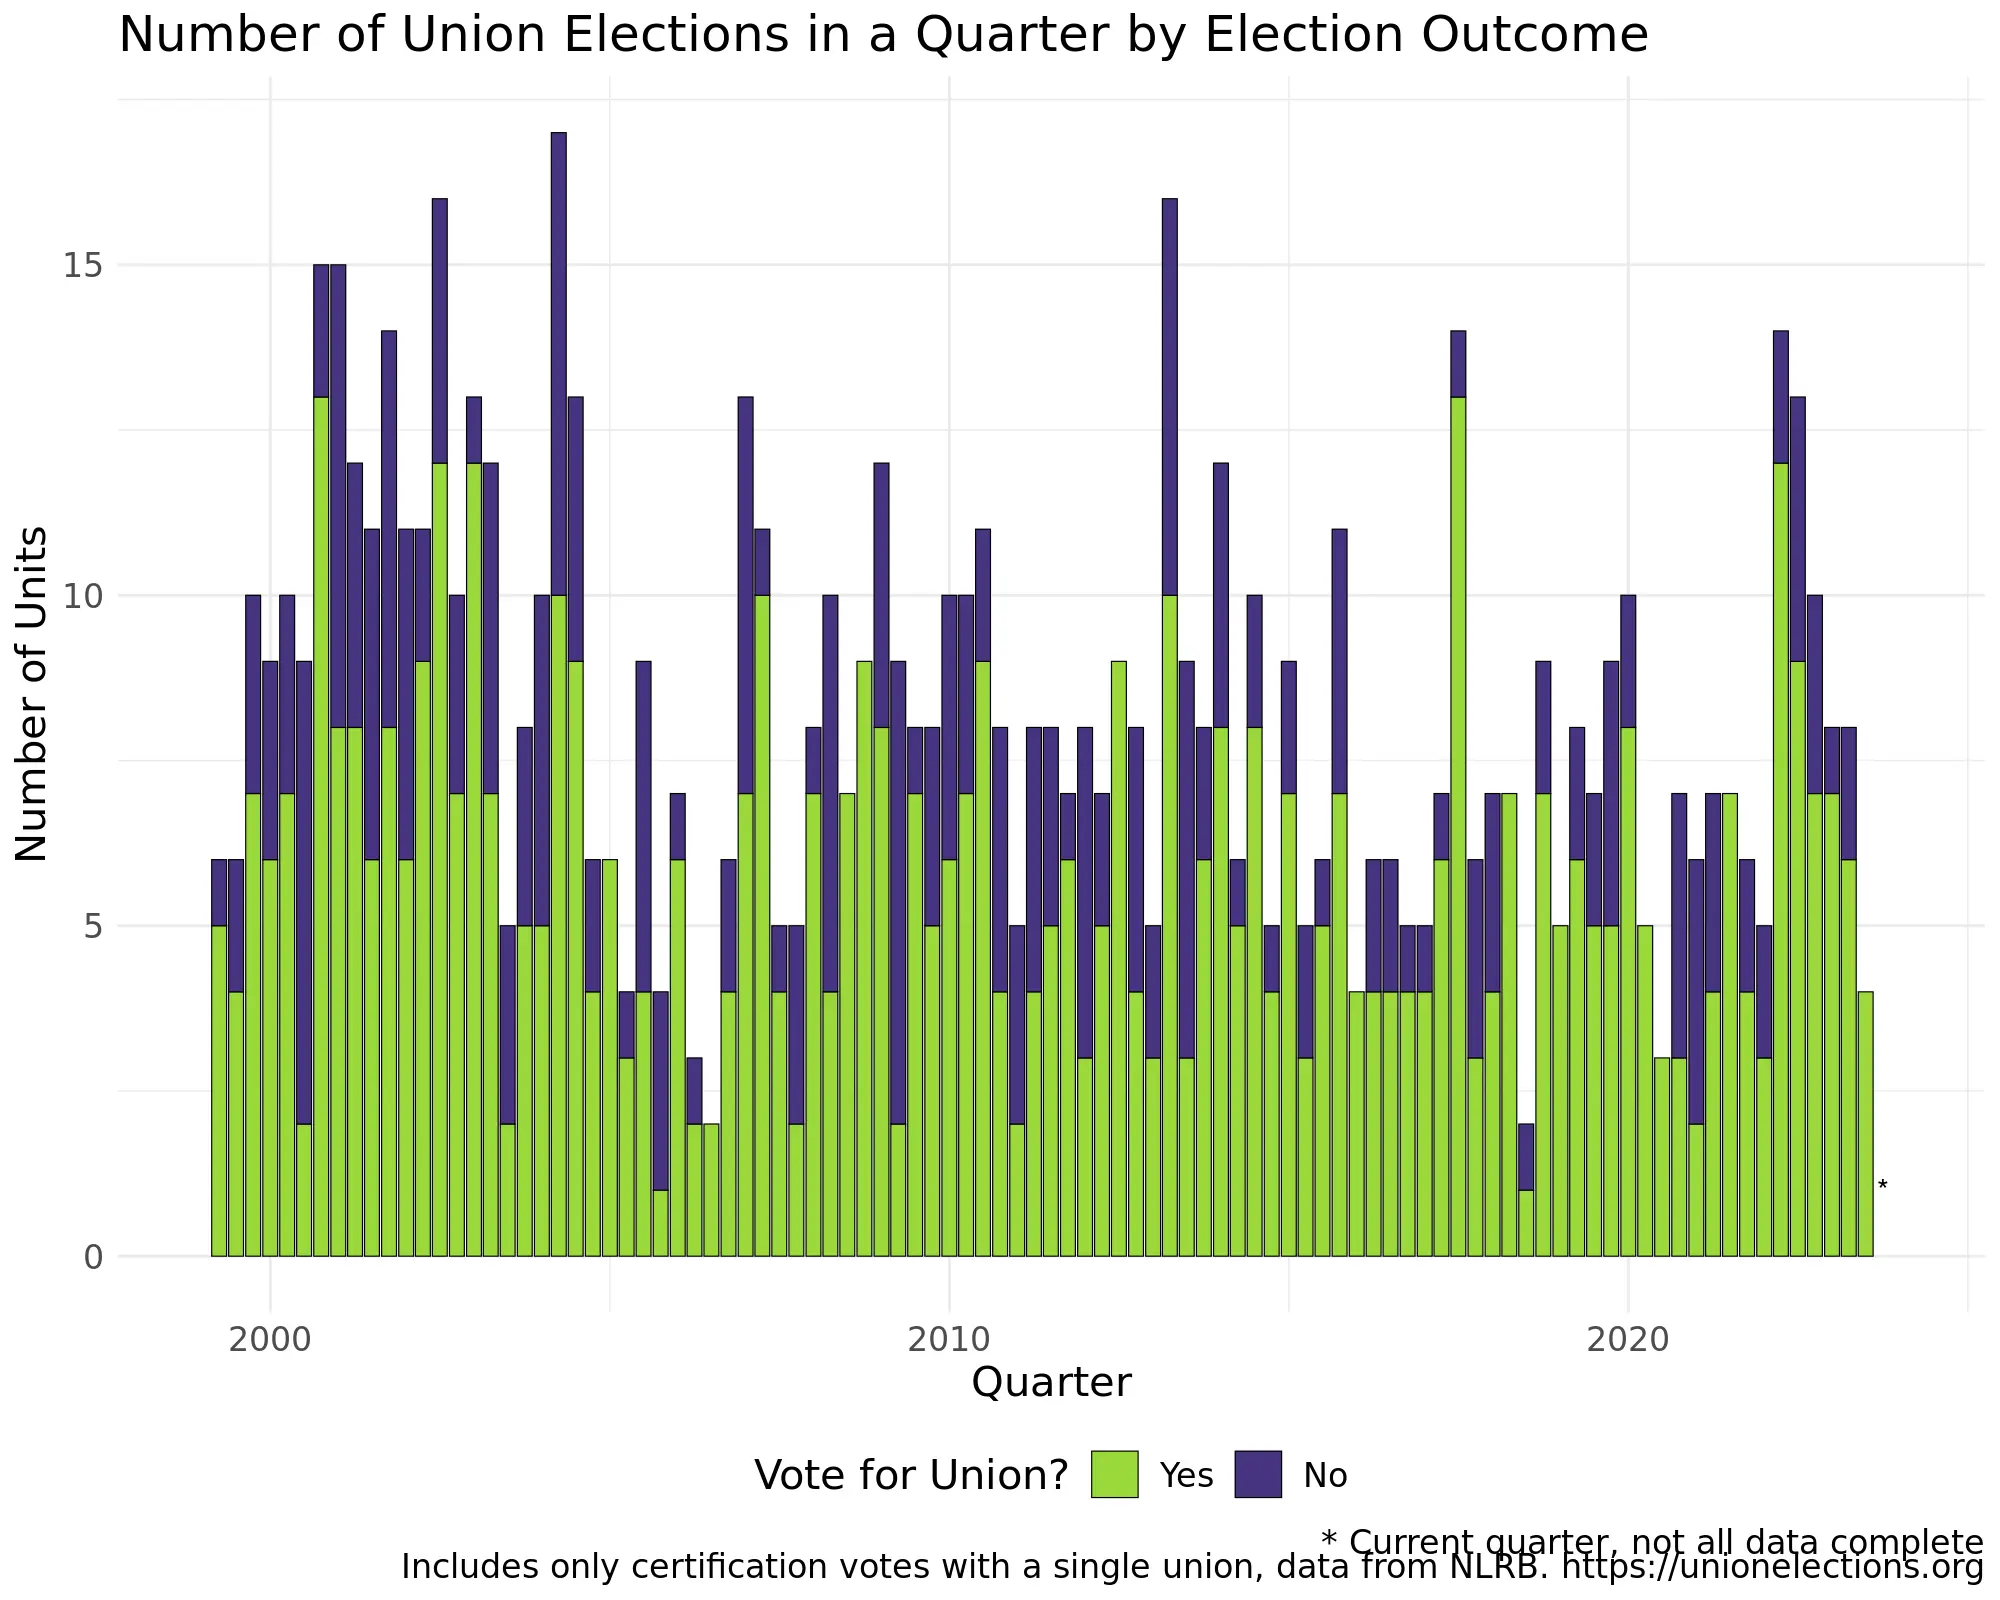 Number of Union Elections in a Quarter by Election Outcome
Number of Units
15
10
5
0
*
2000 2010 2020
Quarter
Vote for Union? Yes No
* Current quarter, not all data complete
Includes only certification votes with a single union, data from NLRB. https://unionelections.org